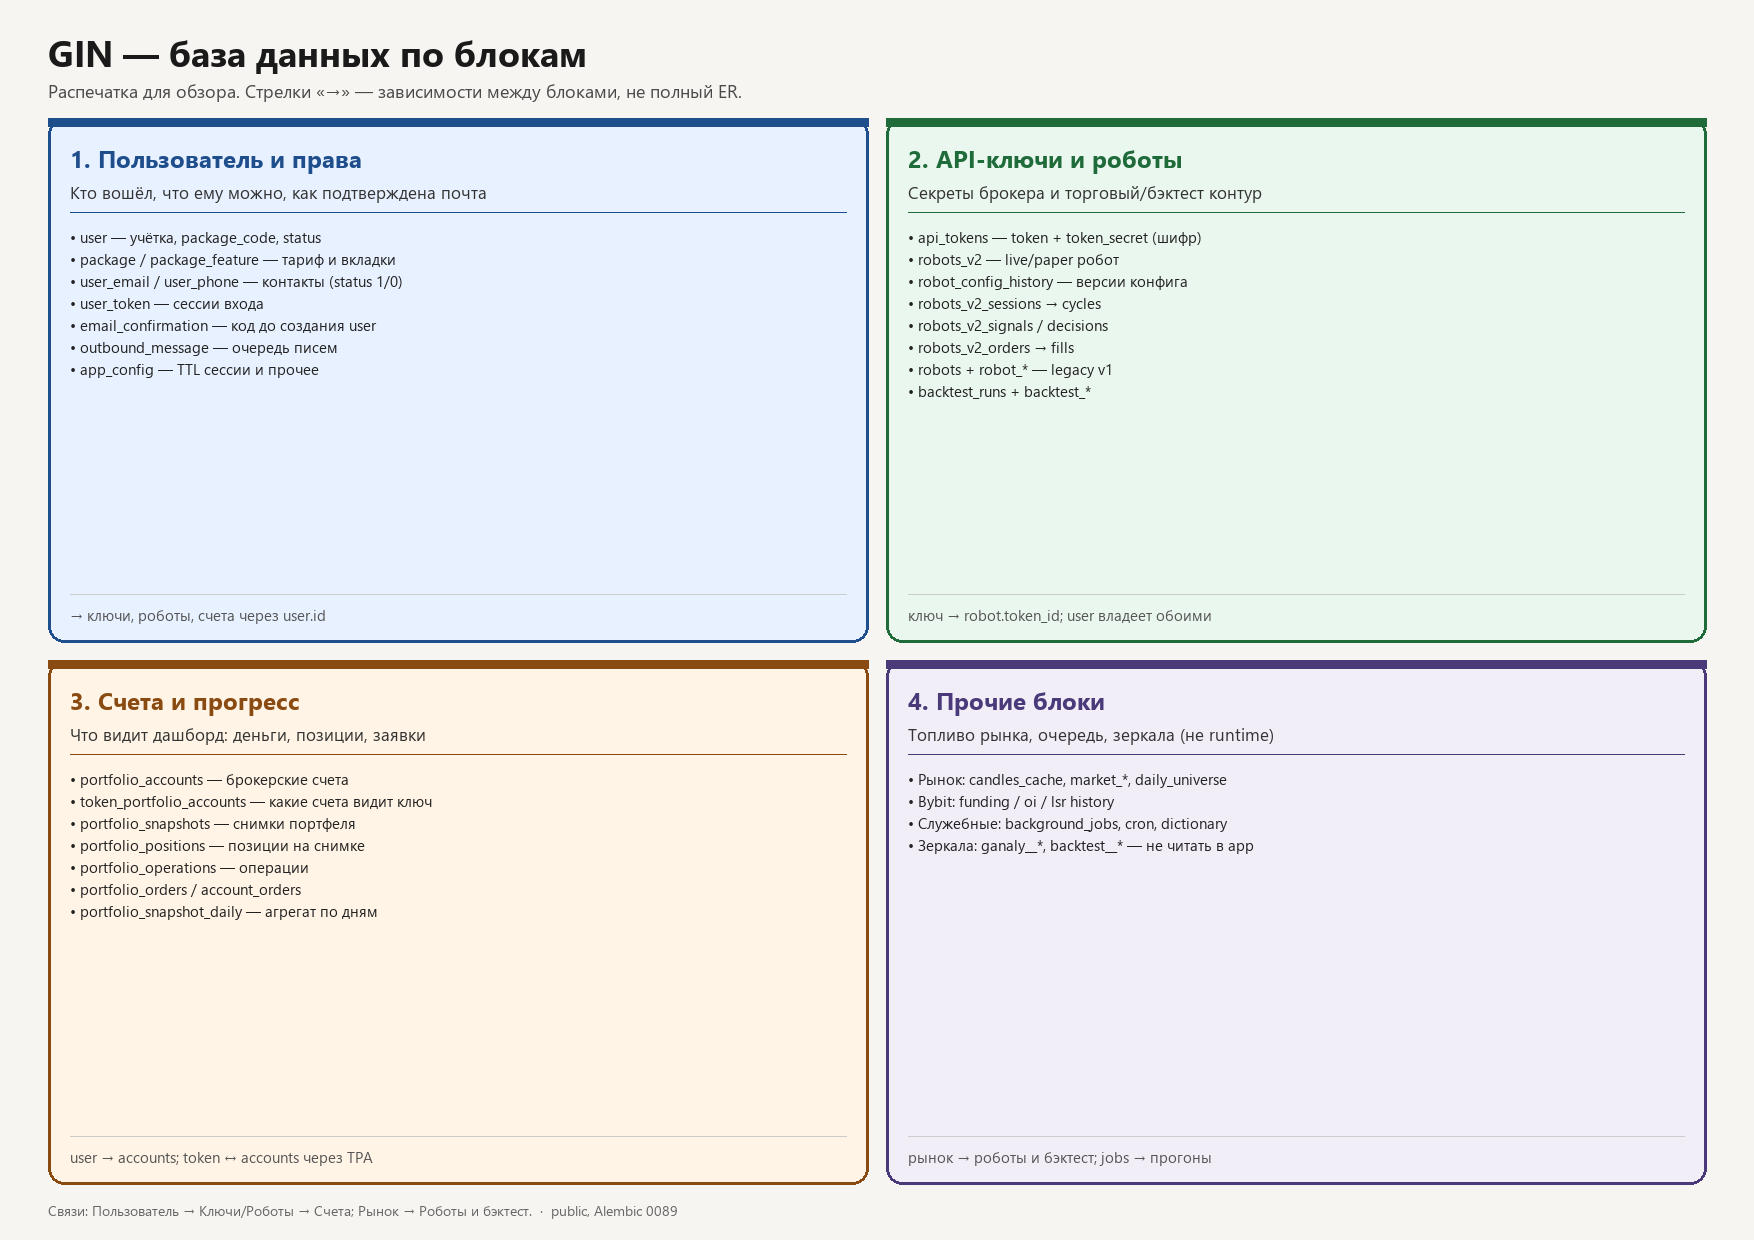 GIN — база данных по блокам
Распечатка для обзора. Стрелки «→» — зависимости между блоками, не полный ER.
1. Пользователь и права
Кто вошёл, что ему можно, как подтверждена почта
• user — учётка, package_code, status
• package / package_feature — тариф и вкладки
• user_email / user_phone — контакты (status 1/0)
• user_token — сессии входа
• email_confirmation — код до создания user
• outbound_message — очередь писем
• app_config — TTL сессии и прочее
→ ключи, роботы, счета через user.id
2. API-ключи и роботы
Секреты брокера и торговый/бэктест контур
• api_tokens — token + token_secret (шифр)
• robots_v2 — live/paper робот
• robot_config_history — версии конфига
• robots_v2_sessions → cycles
• robots_v2_signals / decisions
• robots_v2_orders → fills
• robots + robot_* — legacy v1
• backtest_runs + backtest_*
ключ → robot.token_id; user владеет обоими
3. Счета и прогресс
Что видит дашборд: деньги, позиции, заявки
• portfolio_accounts — брокерские счета
• token_portfolio_accounts — какие счета видит ключ
• portfolio_snapshots — снимки портфеля
• portfolio_positions — позиции на снимке
• portfolio_operations — операции
• portfolio_orders / account_orders
• portfolio_snapshot_daily — агрегат по дням
user → accounts; token ↔ accounts через TPA
4. Прочие блоки
Топливо рынка, очередь, зеркала (не runtime)
• Рынок: candles_cache, market_*, daily_universe
• Bybit: funding / oi / lsr history
• Служебные: background_jobs, cron, dictionary
• Зеркала: ganaly__*, backtest__* — не читать в app
рынок → роботы и бэктест; jobs → прогоны
Связи: Пользователь → Ключи/Роботы → Счета; Рынок → Роботы и бэктест. · public, Alembic 0089